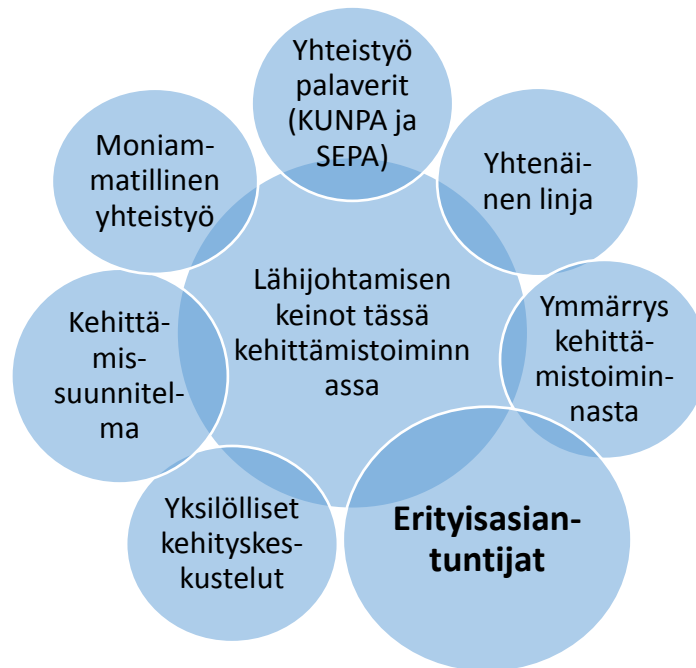 Yhteistyö
palaverit
(KUNPA ja
SEPA)
Yhtenäi-
nen linja
Ymmärrys
kehittä-
mistoimin-
nasta
Erityisasian-
tuntijat
Yksilölliset
kehityskes-
kustelut
Kehittä-
mis-
suunnitel-
ma
Moniam-
matillinen
yhteistyö
Lähijohtamisen
keinot tässä
kehittämistoiminn
assa